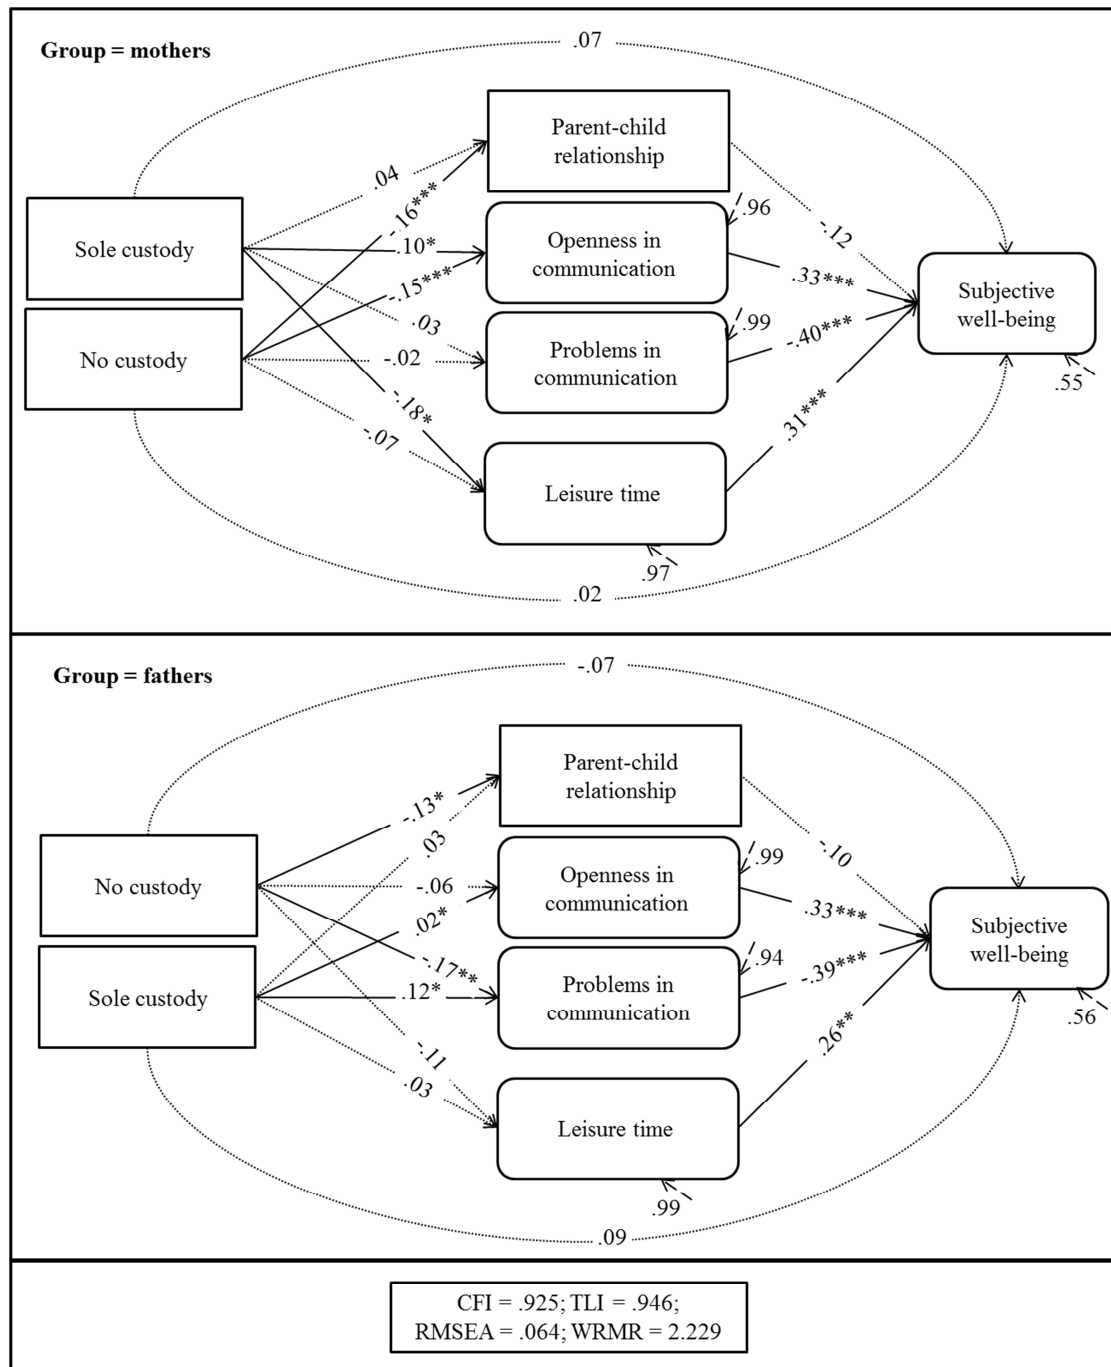 Group = mothers
.07
Parent-child
relationship
.04
-.16***
.96
-.12
Sole custody
.10*
Openness in
communication
.33***
-.15***
Subjective
well-being
.03
.99
No custody
-.02
Problems in
communication
-.40***
.55
-.18*
-.07
.31***
Leisure time
.97
.02
Group = fathers
-.07
Parent-child
relationship
-.13*
.03
-.10
.99
No custody
-.06
Openness in
communication
.33***
.02*
Subjective
well-being
-.17**
.94
-.39***
Sole custody
.12*
Problems in
communication
.56
-.11
.03
.26**
Leisure time
.99
.09
CFI = .925; TLI = .946;
RMSEA = .064; WRMR = 2.229